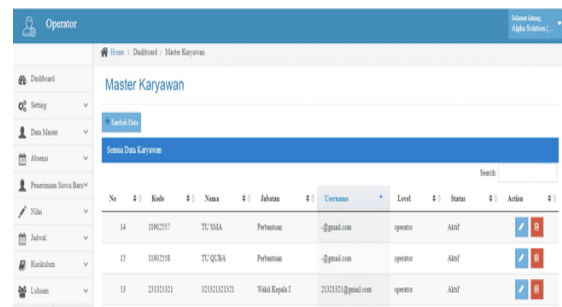 Operator
Selamat datang,
Alpha Solution (...
Home > Dashboard > Master Karyawan
Dashboard
Master Karyawan
Setting
Tambah Data
Data Master
Semua Data Karyawan
Absensi
Search:
Penerimaan Siswa Baru
No Kode Nama Jabatan Username Level Status Action
Nilai
14 11902557 TU SMA Perbantuan -@gmail.com operator Aktif
Jadwal
15 11902558 TU QUBA Perbantuan -@gmail.com operator Aktif
Kurikulum
13 231321321 321321321321 Wakil Kepala I 21321321@gmail.com operator Aktif
Lulusan